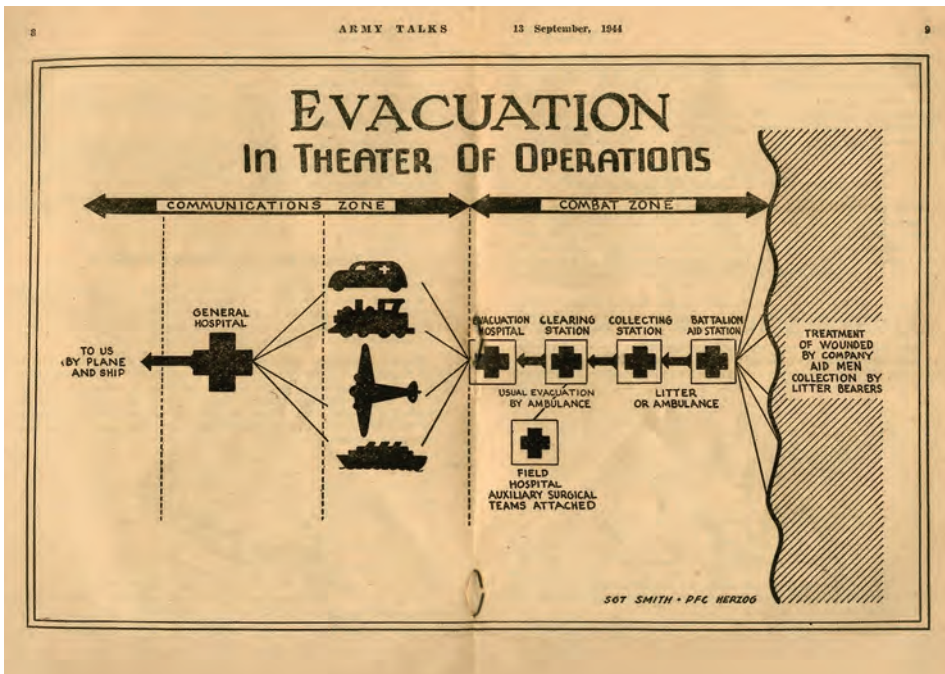 8 ARMY TALKS 13 September, 1944 9
EVACUATION
In THEATER OF OPERATIONS
COMMUNICATIONS ZONE
COMBAT ZONE
GENERAL
HOSPITAL
TO US
BY PLANE
AND SHIP
EVACUATION
HOSPITAL
CLEARING
STATION
COLLECTING
STATION
BATTALION
AID STATION
USUAL EVACUATION
BY AMBULANCE
LITTER
OR AMBULANCE
FIELD
HOSPITAL
AUXILIARY SURGICAL
TEAMS ATTACHED
TREATMENT
OF WOUNDED
BY COMPANY
AID MEN
COLLECTION BY
LITTER BEARERS
SGT SMITH · PFC HERZOG